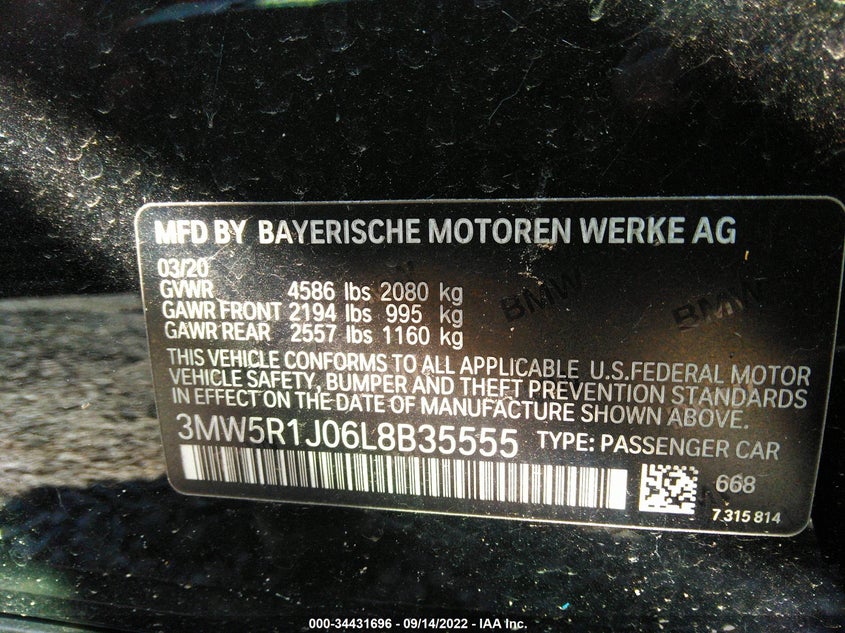 MFD BY BAYERISCHE MOTOREN WERKE AG
03/20
GVWR 4586 lbs 2080 kg
GAWR FRONT 2194 lbs 995 kg
GAWR REAR 2557 lbs 1160 kg
THIS VEHICLE CONFORMS TO ALL APPLICABLE U.S.FEDERAL MOTOR
VEHICLE SAFETY, BUMPER AND THEFT PREVENTION STANDARDS
IN EFFECT ON THE DATE OF MANUFACTURE SHOWN ABOVE.
3MW5R1J06L8B35555 TYPE: PASSENGER CAR
668
7 315 814
BMW
BMW
000-34431696 - 09/14/2022 - IAA Inc.